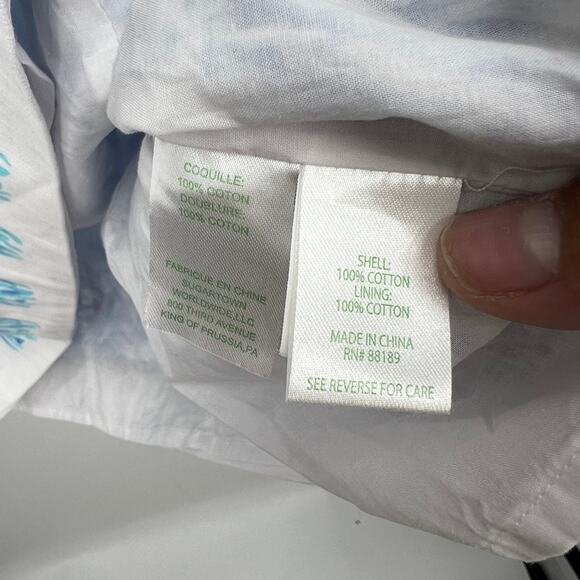 COQUILLE:
100% COTON
DOUBLURE:
100% COTON
FABRIQUE EN CHINE
SUGARTOWN
WORLDWIDE,LLC
800 THIRD AVENUE
KING OF PRUSSIA,PA
SHELL:
100% COTTON
LINING:
100% COTTON
MADE IN CHINA
RN# 88189
SEE REVERSE FOR CARE